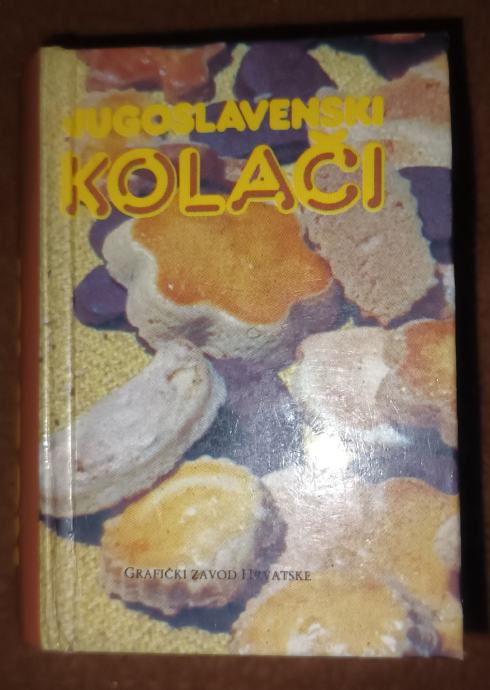 JUGOSLAVENSKI
KOLAČI
GRAFIČKI ZAVOD HRVATSKE